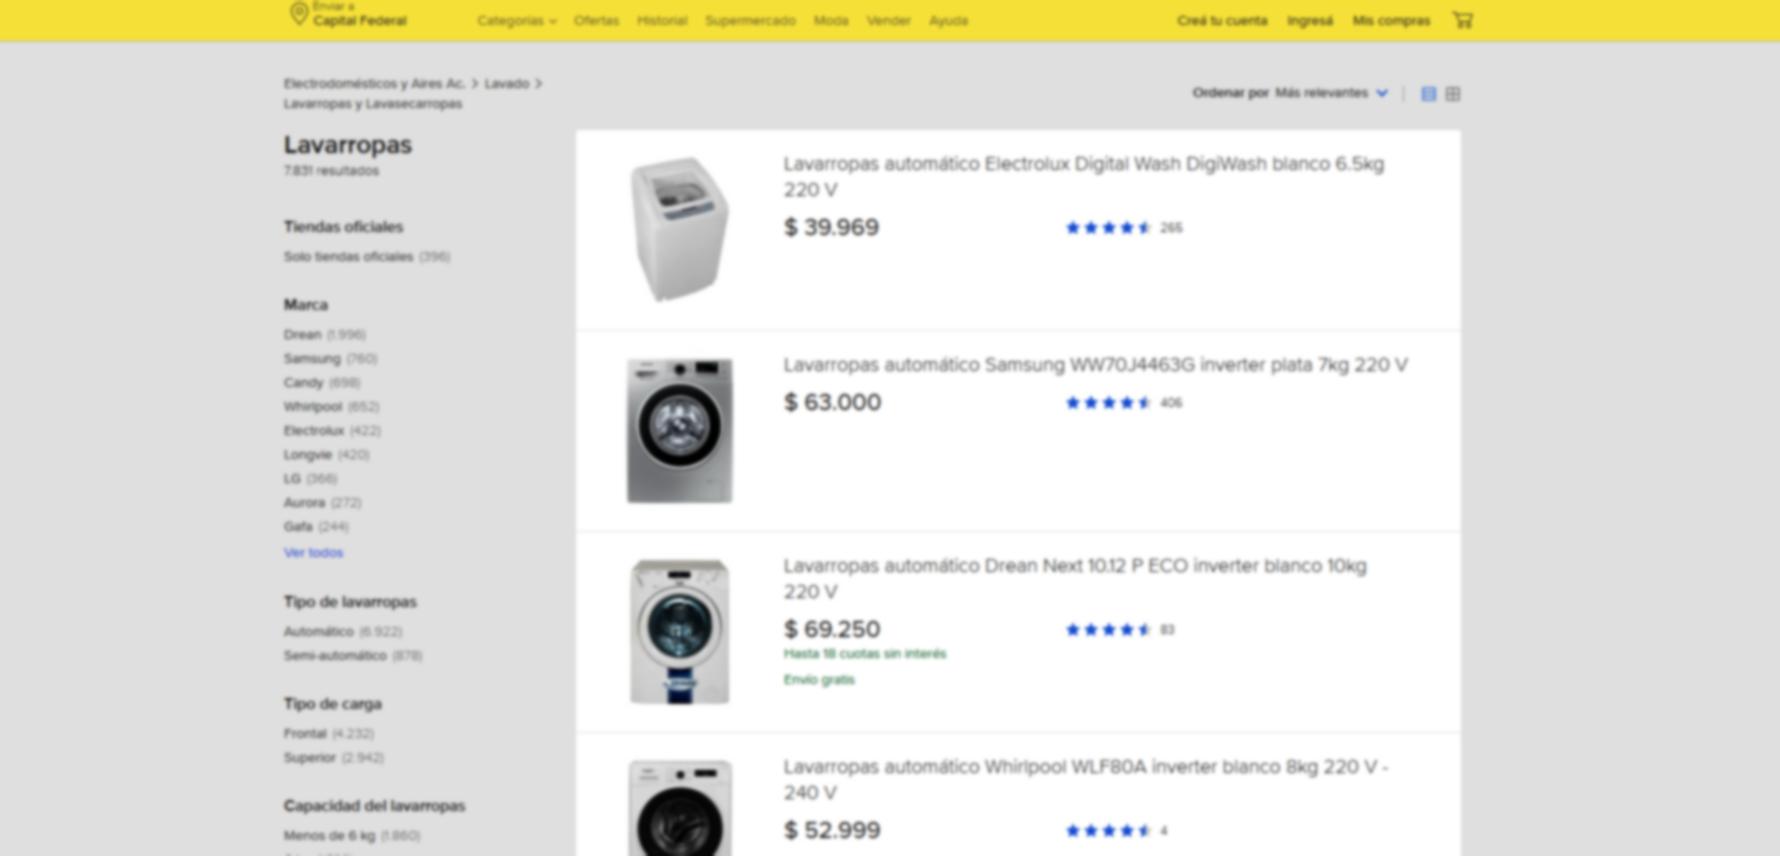 Enviar a
Capital Federal
Categorías Ofertas Historial Supermercado Moda Vender Ayuda
Creá tu cuenta Ingresá Mis compras
Electrodomésticos y Aires Ac. > Lavado >
Lavarropas y Lavasecarropas
Ordenar por Más relevantes
Lavarropas
7.831 resultados
Tiendas oficiales
Solo tiendas oficiales (396)
Marca
Drean (1.996)
Samsung (760)
Candy (698)
Whirlpool (652)
Electrolux (422)
Longvie (420)
LG (366)
Aurora (272)
Gafa (244)
Ver todos
Tipo de lavarropas
Automático (6.922)
Semi-automático (878)
Tipo de carga
Frontal (4.232)
Superior (2.942)
Capacidad del lavarropas
Menos de 6 kg (1.860)
Lavarropas automático Electrolux Digital Wash DigiWash blanco 6.5kg
220 V
$ 39.969
265
Lavarropas automático Samsung WW70J4463G inverter plata 7kg 220 V
$ 63.000
406
Lavarropas automático Drean Next 10.12 P ECO inverter blanco 10kg
220 V
$ 69.250
83
Hasta 18 cuotas sin interés
Envío gratis
Lavarropas automático Whirlpool WLF80A inverter blanco 8kg 220 V -
240 V
$ 52.999
4